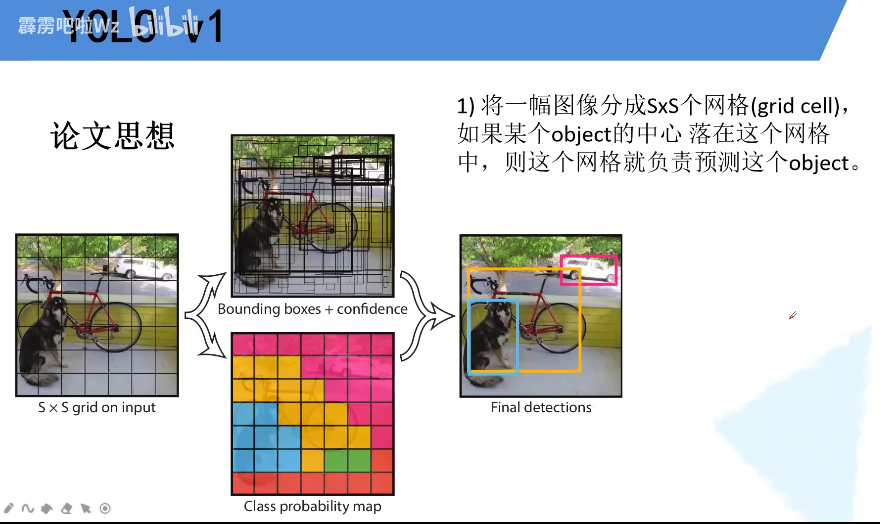 霹雳吧啦Wz bilibili
YOLO v1
论文思想
1) 将一幅图像分成SxS个网格(grid cell),
如果某个object的中心 落在这个网格
中，则这个网格就负责预测这个object。
Bounding boxes + confidence
S × S grid on input
Final detections
Class probability map